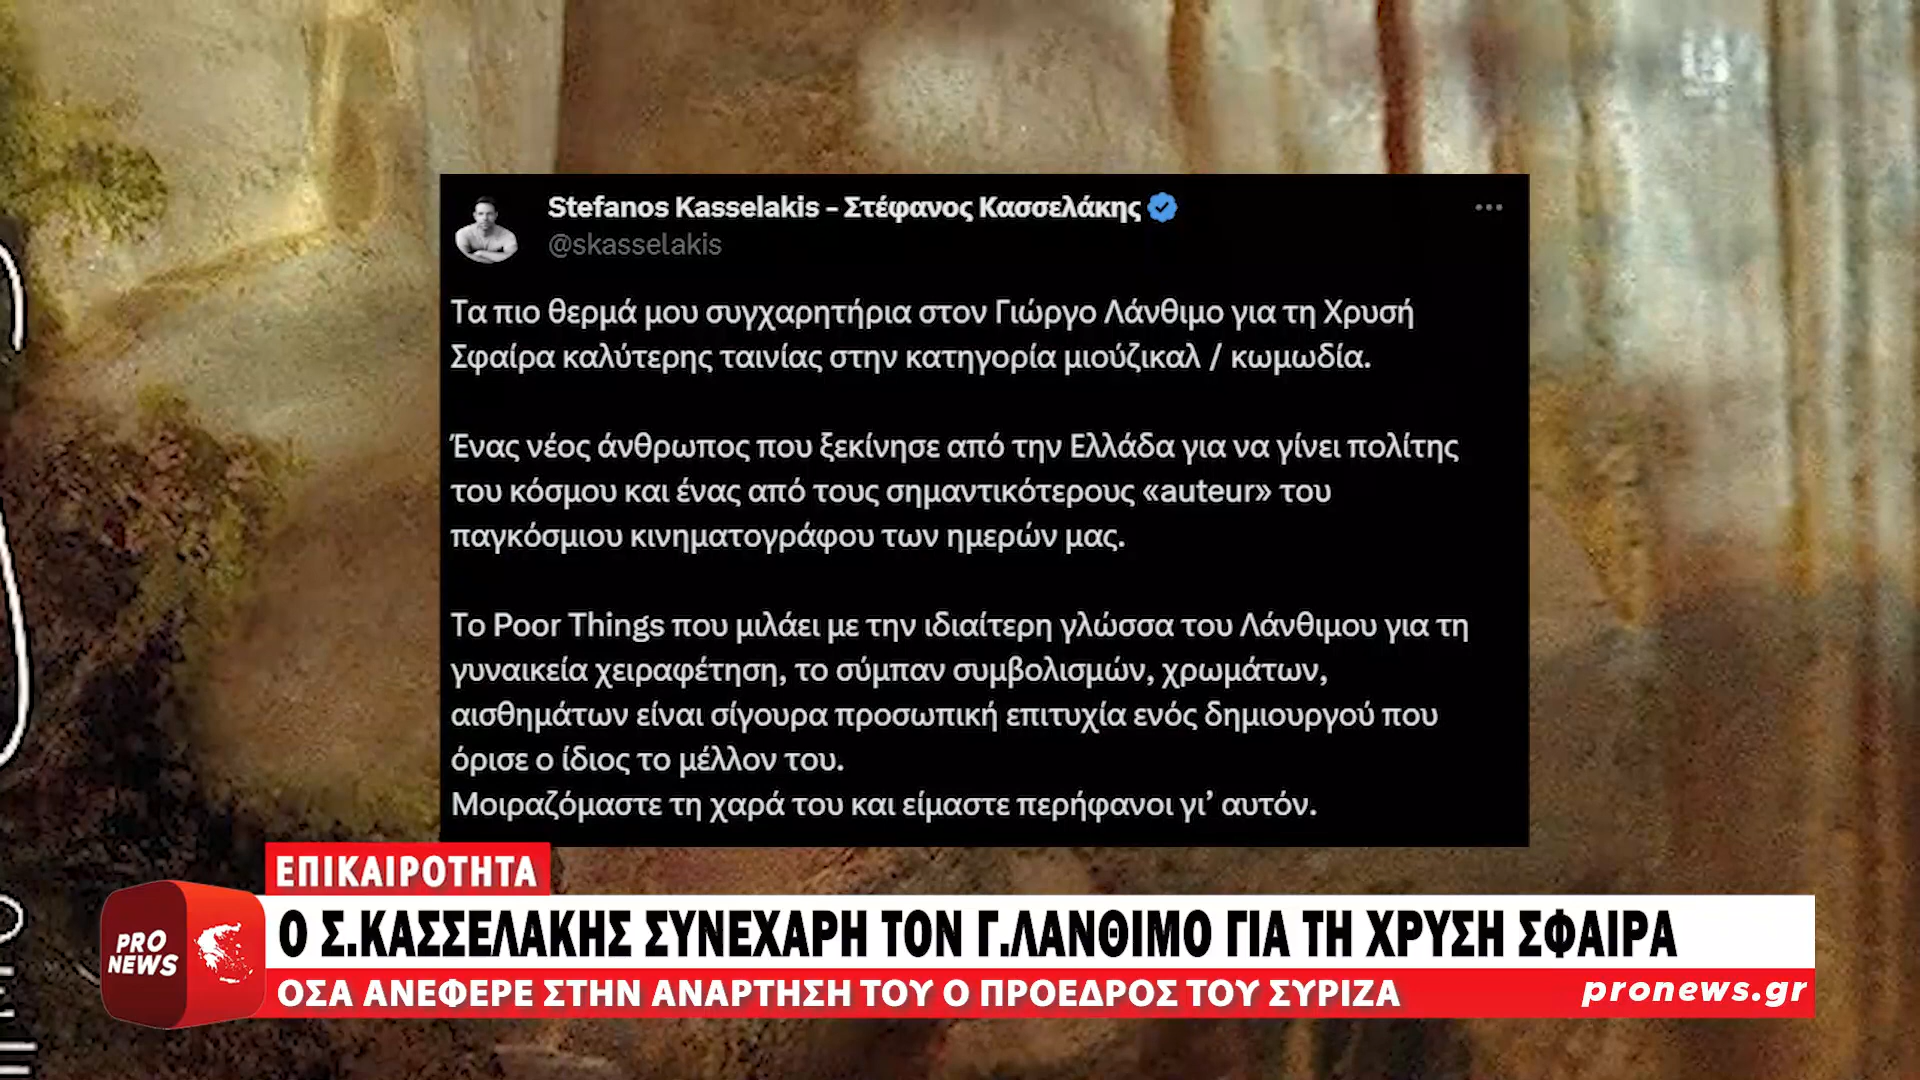 Stefanos Kasselakis - Στέφανος Κασσελάκης
@skasselakis
Τα πιο θερμά μου συγχαρητήρια στον Γιώργο Λάνθιμο για τη Χρυσή
Σφαίρα καλύτερης ταινίας στην κατηγορία μιούζικαλ / κωμωδία.
Ένας νέος άνθρωπος που ξεκίνησε από την Ελλάδα για να γίνει πολίτης
του κόσμου και ένας από τους σημαντικότερους «auteur» του
παγκόσμιου κινηματογράφου των ημερών μας.
Το Poor Things που μιλάει με την ιδιαίτερη γλώσσα του Λάνθιμου για τη
γυναικεία χειραφέτηση, το σύμπαν συμβολισμών, χρωμάτων,
αισθημάτων είναι σίγουρα προσωπική επιτυχία ενός δημιουργού που
όρισε ο ίδιος το μέλλον του.
Μοιραζόμαστε τη χαρά του και είμαστε περήφανοι γι’ αυτόν.
ΕΠΙΚΑΙΡΟΤΗΤΑ
PRO
NEWS
Ο Σ.ΚΑΣΣΕΛΑΚΗΣ ΣΥΝΕΧΑΡΗ ΤΟΝ Γ.ΛΑΝΘΙΜΟ ΓΙΑ ΤΗ ΧΡΥΣΗ ΣΦΑΙΡΑ
ΟΣΑ ΑΝΕΦΕΡΕ ΣΤΗΝ ΑΝΑΡΤΗΣΗ ΤΟΥ Ο ΠΡΟΕΔΡΟΣ ΤΟΥ ΣΥΡΙΖΑ
pronews.gr